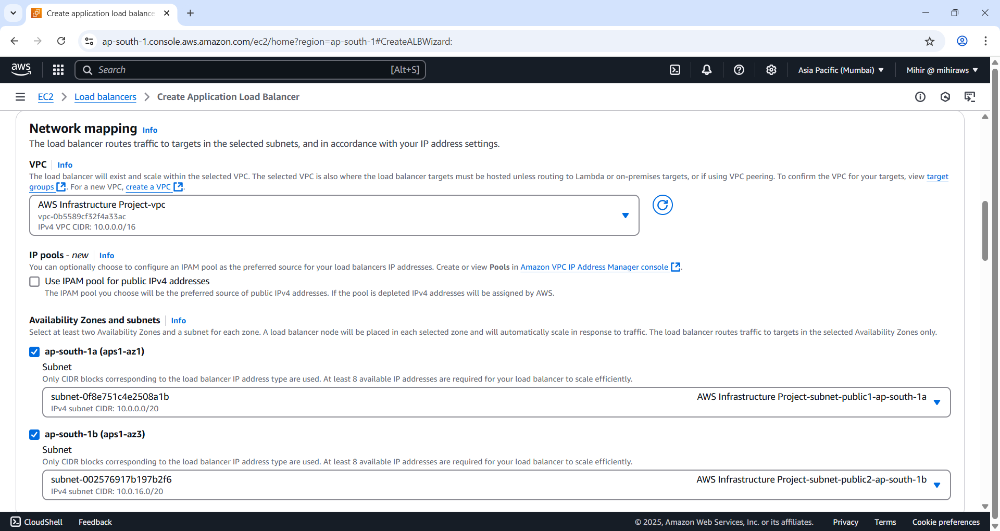 Create application load balance
ap-south-1.console.aws.amazon.com/ec2/home?region=ap-south-1#CreateALBWizard:
aws
Search
[Alt+S]
Asia Pacific (Mumbai)
Mihir @ mihiraws
EC2
Load balancers
Create Application Load Balancer
Network mapping Info
The load balancer routes traffic to targets in the selected subnets, and in accordance with your IP address settings.
VPC Info
The load balancer will exist and scale within the selected VPC. The selected VPC is also where the load balancer targets must be hosted unless routing to Lambda or on-premises targets, or if using VPC peering. To confirm the VPC for your targets, view target
groups. For a new VPC, create a VPC.
AWS Infrastructure Project-vpc
vpc-0b5589cf32f4a33ac
IPv4 VPC CIDR: 10.0.0.0/16
IP pools - new Info
You can optionally choose to configure an IPAM pool as the preferred source for your load balancers IP addresses. Create or view Pools in Amazon VPC IP Address Manager console.
Use IPAM pool for public IPv4 addresses
The IPAM pool you choose will be the preferred source of public IPv4 addresses. If the pool is depleted IPv4 addresses will be assigned by AWS.
Availability Zones and subnets Info
Select at least two Availability Zones and a subnet for each zone. A load balancer node will be placed in each selected zone and will automatically scale in response to traffic. The load balancer routes traffic to targets in the selected Availability Zones only.
ap-south-1a (aps1-az1)
Subnet
Only CIDR blocks corresponding to the load balancer IP address type are used. At least 8 available IP addresses are required for your load balancer to scale efficiently.
subnet-0f8e751c4e2508a1b AWS Infrastructure Project-subnet-public1-ap-south-1a
IPv4 subnet CIDR: 10.0.0.0/20
ap-south-1b (aps1-az3)
Subnet
Only CIDR blocks corresponding to the load balancer IP address type are used. At least 8 available IP addresses are required for your load balancer to scale efficiently.
subnet-002576917b197b2f6 AWS Infrastructure Project-subnet-public2-ap-south-1b
IPv4 subnet CIDR: 10.0.16.0/20
CloudShell Feedback © 2025, Amazon Web Services, Inc. or its affiliates. Privacy Terms Cookie preferences